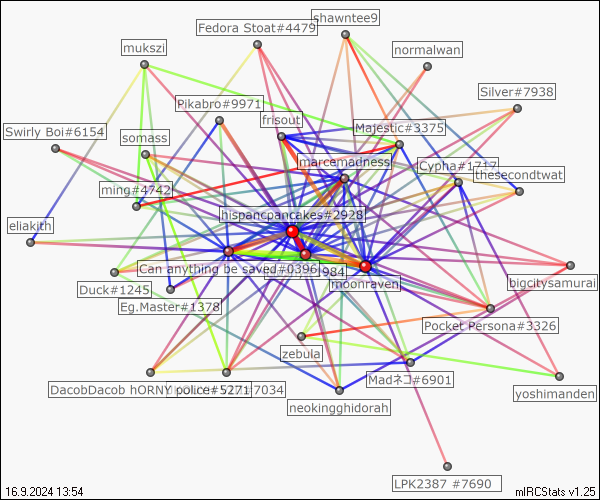 shawntee9
Fedora Stoat#4479
mukszi
normalwan
Silver#7938
Pikabro#9971
frisout
Majestic#3375
Swirly Boi#6154
somass
marcemadness
Cypha#1717
thesecondtwat
ming#4742
hispancpancakes#2928
eliakith
Can anything be saved#0396
984
moonraven
bigcitysamurai
Duck#1245
Eg.Master#1378
Pocket Persona#3326
zebula
DacobDacob hORNY police#5271
7034
Madネコ#6901
neokingghidorah
yoshimanden
LPK2387 #7690
16.9.2024 13:54
mIRCStats v1.25